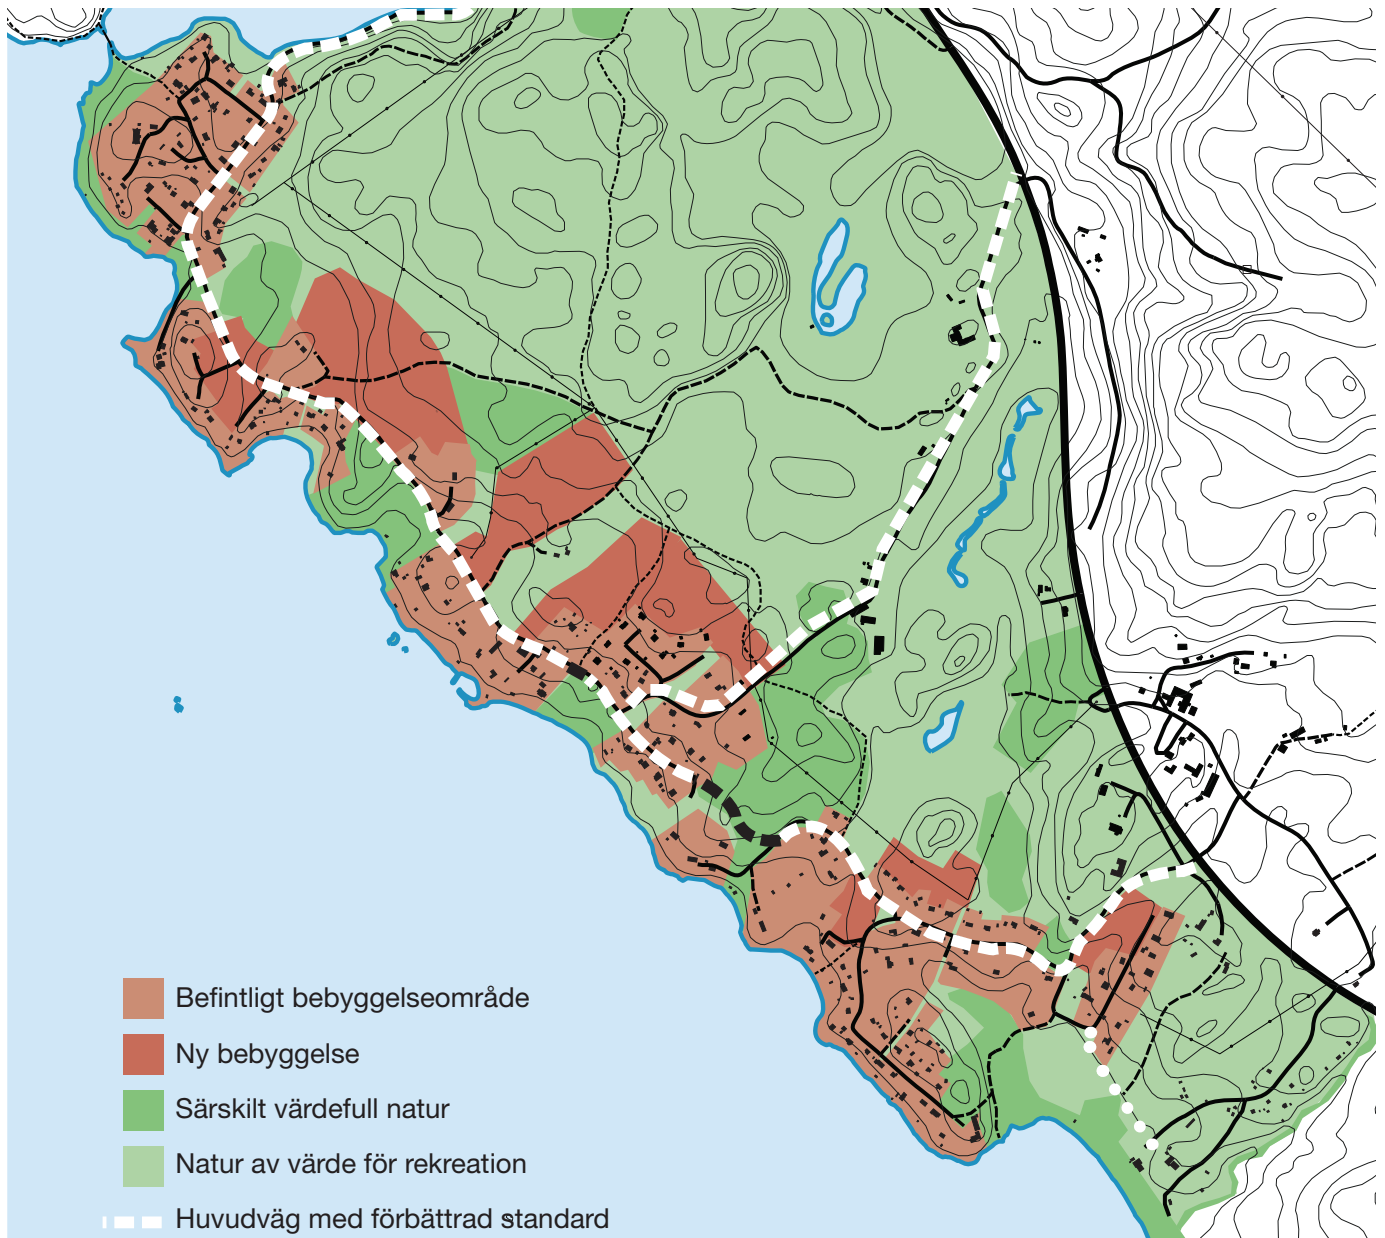 Befintligt bebyggelseområde
Ny bebyggelse
Särskilt värdefull natur
Natur av värde för rekreation
Huvudväg med förbättrad standard